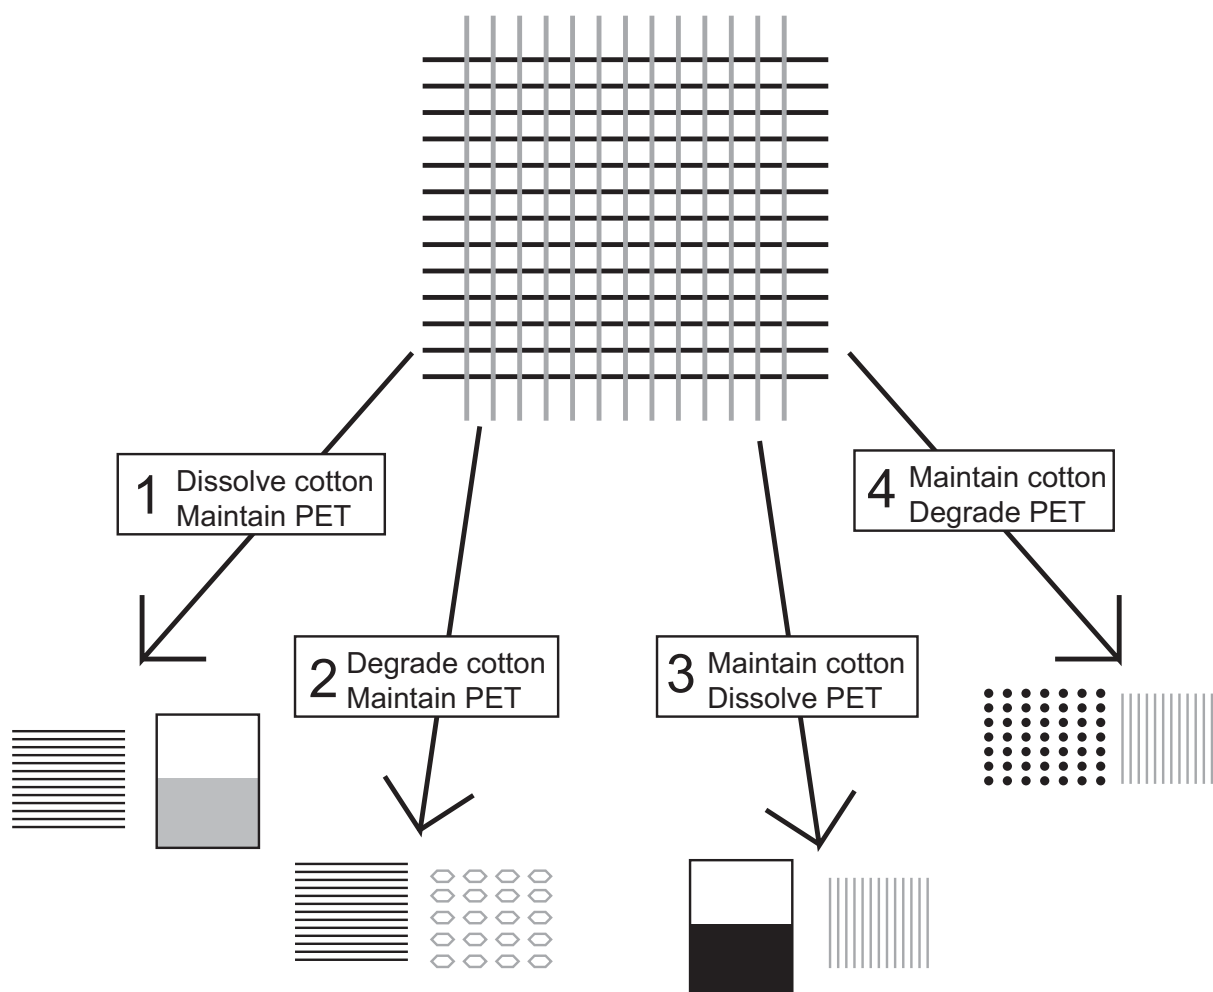 1 Dissolve cotton
Maintain PET
2 Degrade cotton
Maintain PET
3 Maintain cotton
Dissolve PET
4 Maintain cotton
Degrade PET